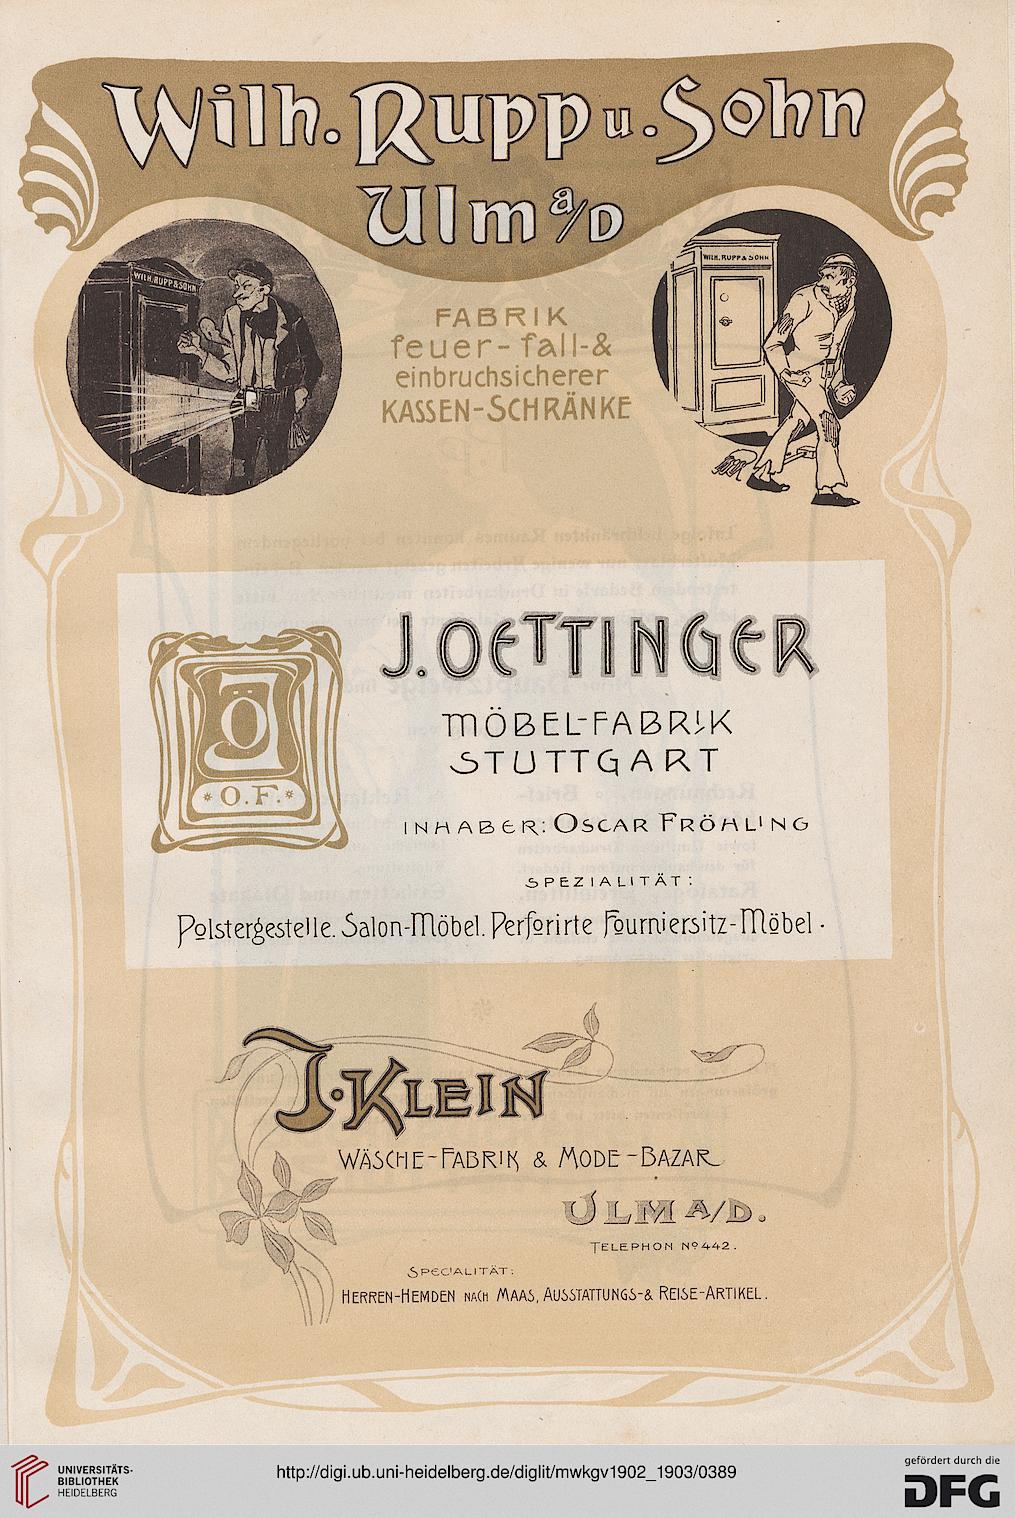 Wilh. Rupp u. Sohn
Ulm a/D
WILH. RUPP & SOHN
WILH. RUPP & SOHN
FABRIK
feuer- fall-&
einbruchsicherer
KASSEN-SCHRÄNKE
J. OETTINGER
MÖBEL-FABRIK
STUTTGART
JÖ
O.F.
INHABER: OSCAR FRÖHLING
SPEZIALITÄT:
Polstergestelle. Salon-Möbel. Perforirte Fourniersitz-Möbel.
J. KLEIN
WÄSCHE-FABRIK & MODE-BAZAR
ULM A/D.
TELEPHON Nº 442.
SPECIALITÄT:
HERREN-HEMDEN NACH MAAS, AUSSTATTUNGS-& REISE-ARTIKEL.
UNIVERSITÄTS-
BIBLIOTHEK
HEIDELBERG
http://digi.ub.uni-heidelberg.de/diglit/mwkgv1902_1903/0389
gefördert durch die
DFG